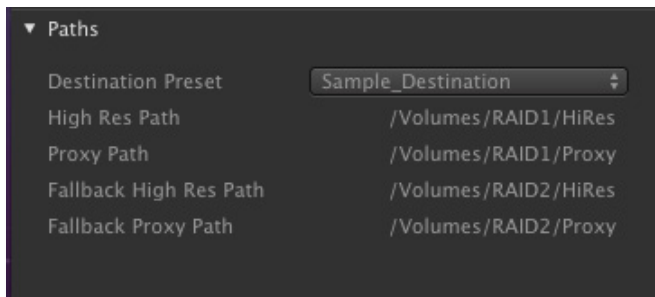 Paths
Destination Preset Sample_Destination
High Res Path /Volumes/RAID1/HiRes
Proxy Path /Volumes/RAID1/Proxy
Fallback High Res Path /Volumes/RAID2/HiRes
Fallback Proxy Path /Volumes/RAID2/Proxy